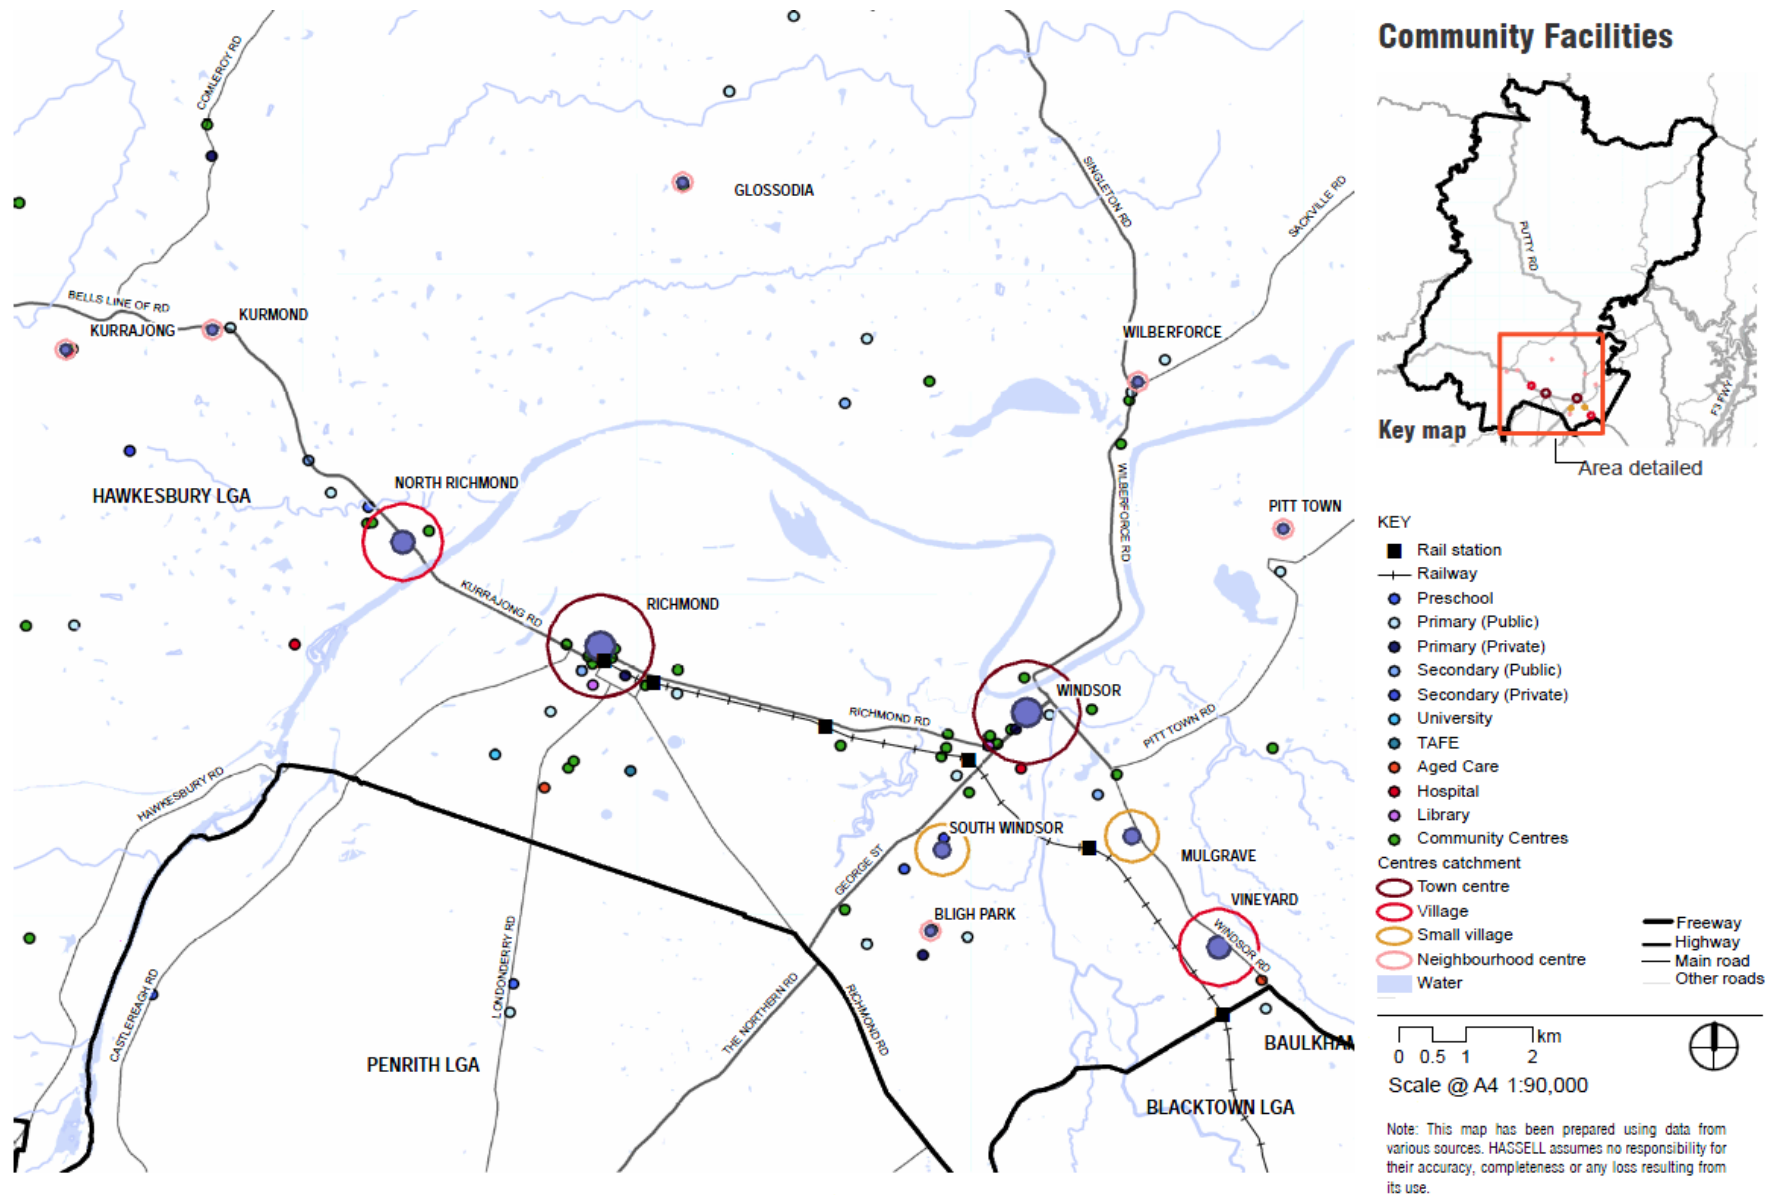 Community Facilities
COMLEROY RD
GLOSSODIA
SINGLETON RD
SACKVILLE RD
PUTTY RD
F3 FWY
Key map
Area detailed
BELLS LINE OF RD
KURMOND
KURRAJONG
WILBERFORCE
NORTH RICHMOND
HAWKESBURY LGA
WILBERFORCE RD
PITT TOWN
KURRAJONG RD
RICHMOND
WINDSOR
RICHMOND RD
PITT TOWN RD
HAWKESBURY RD
SOUTH WINDSOR
MULGRAVE
GEORGE ST
VINEYARD
BLIGH PARK
WINDSOR RD
LONDONDERRY RD
CASTLEREAGH RD
THE NORTHERN RD
RICHMOND RD
PENRITH LGA
BAULKHAM
BLACKTOWN LGA
KEY
Rail station
Railway
Preschool
Primary (Public)
Primary (Private)
Secondary (Public)
Secondary (Private)
University
TAFE
Aged Care
Hospital
Library
Community Centres
Centres catchment
Town centre
Village
Small village
Neighbourhood centre
Water
Freeway
Highway
Main road
Other roads
km
0 0.5 1 2
Scale @ A4 1:90,000
Note: This map has been prepared using data from
various sources. HASSELL assumes no responsibility for
their accuracy, completeness or any loss resulting from
its use.